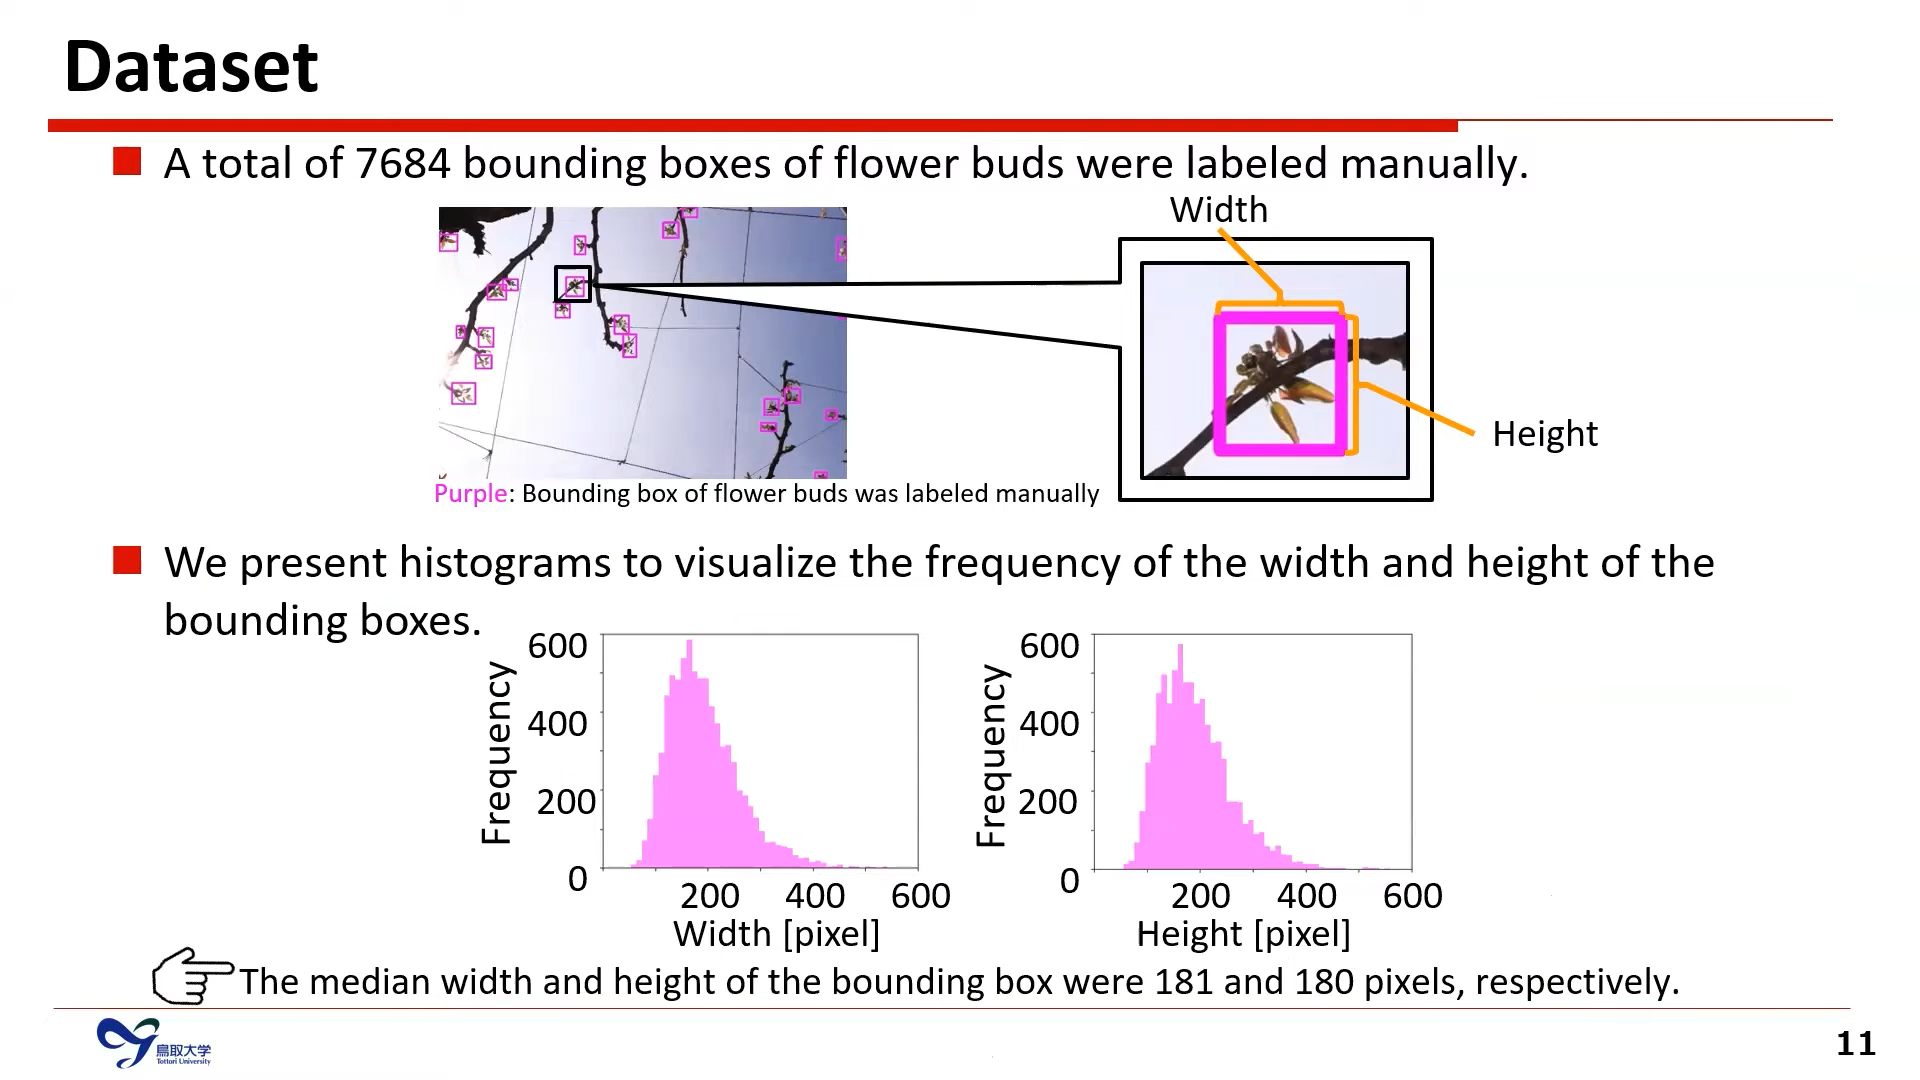 Dataset
A total of 7684 bounding boxes of flower buds were labeled manually.
Width
Height
Purple: Bounding box of flower buds was labeled manually
We present histograms to visualize the frequency of the width and height of the
bounding boxes.
Frequency
600
400
200
0
200 400 600
Width [pixel]
Frequency
600
400
200
0
200 400 600
Height [pixel]
The median width and height of the bounding box were 181 and 180 pixels, respectively.
鳥取大学
Tottori University
11